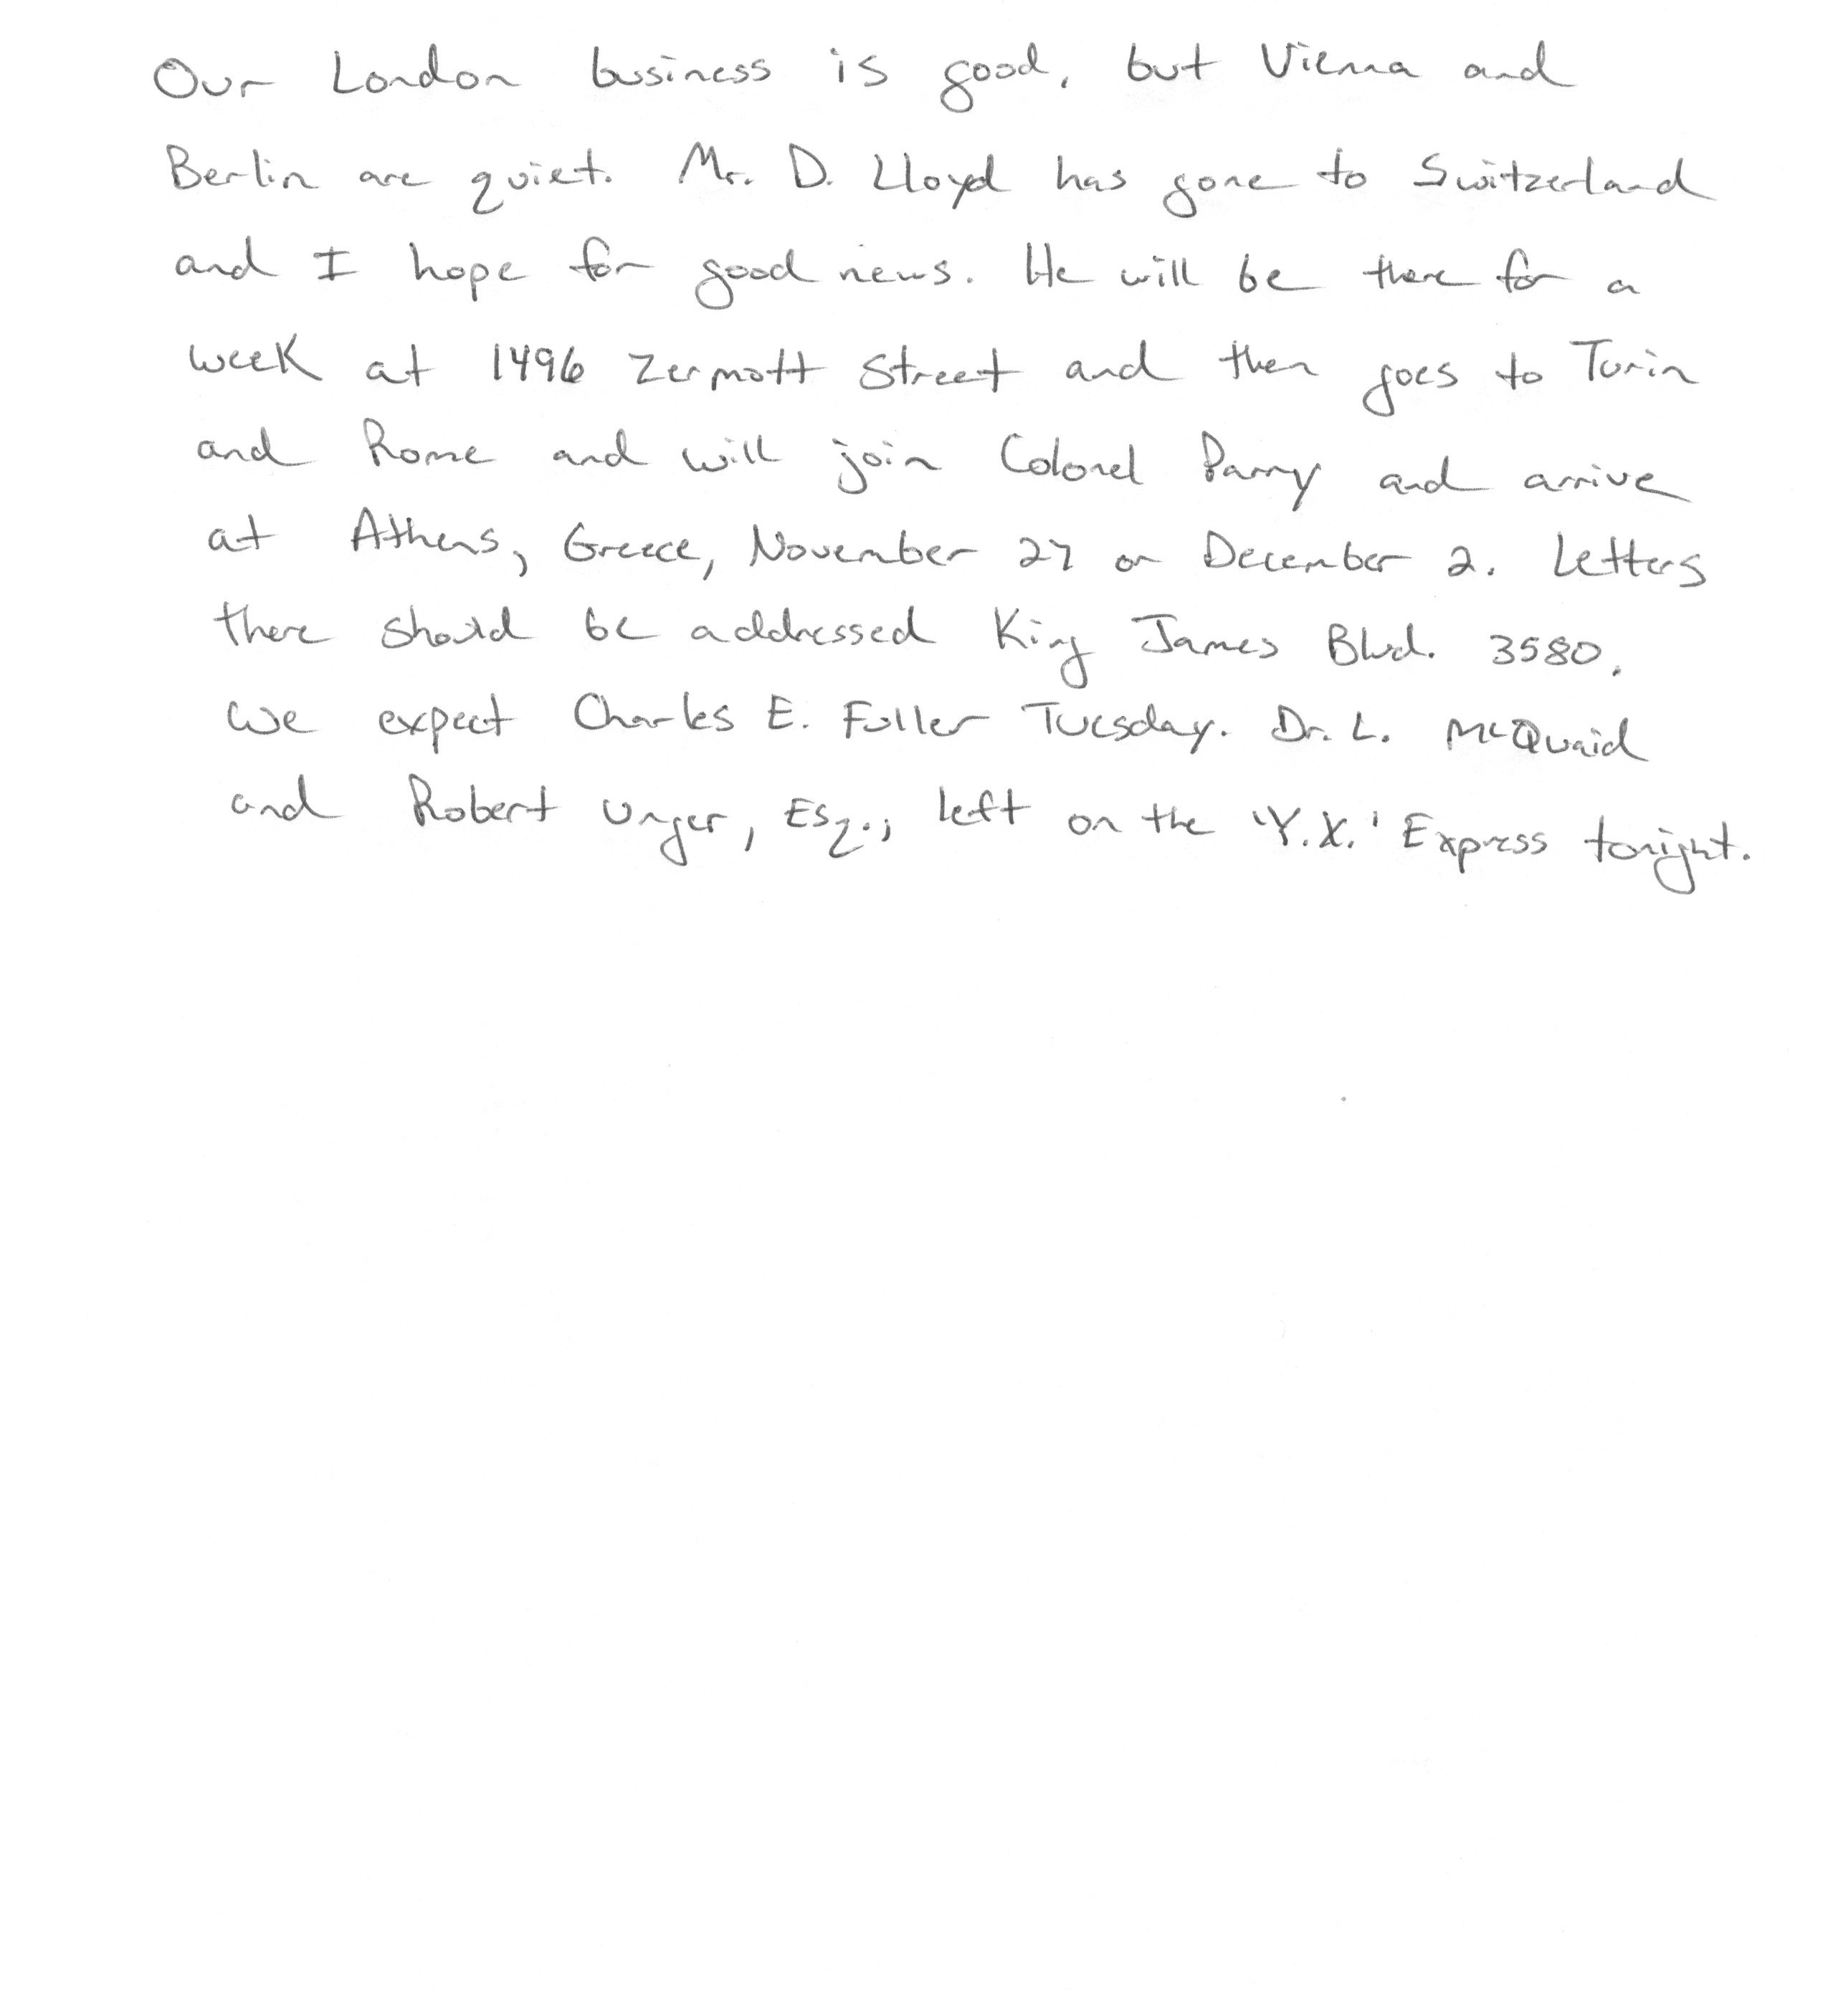 Our London business is good, but Vienna and
Berlin are quiet. Mr. D. Lloyd has gone to Switzerland
and I hope for good news. He will be there for a
week at 1496 Zermott Street and then goes to Turin
and Rome and will join Colonel Parry and arrive
at Athens, Greece, November 27 or December 2. Letters
there should be addressed King James Blvd. 3580.
We expect Charles E. Fuller Tuesday. Dr. L. McQuaid
and Robert Unger, Esq., left on the 'Y.X.' Express tonight.